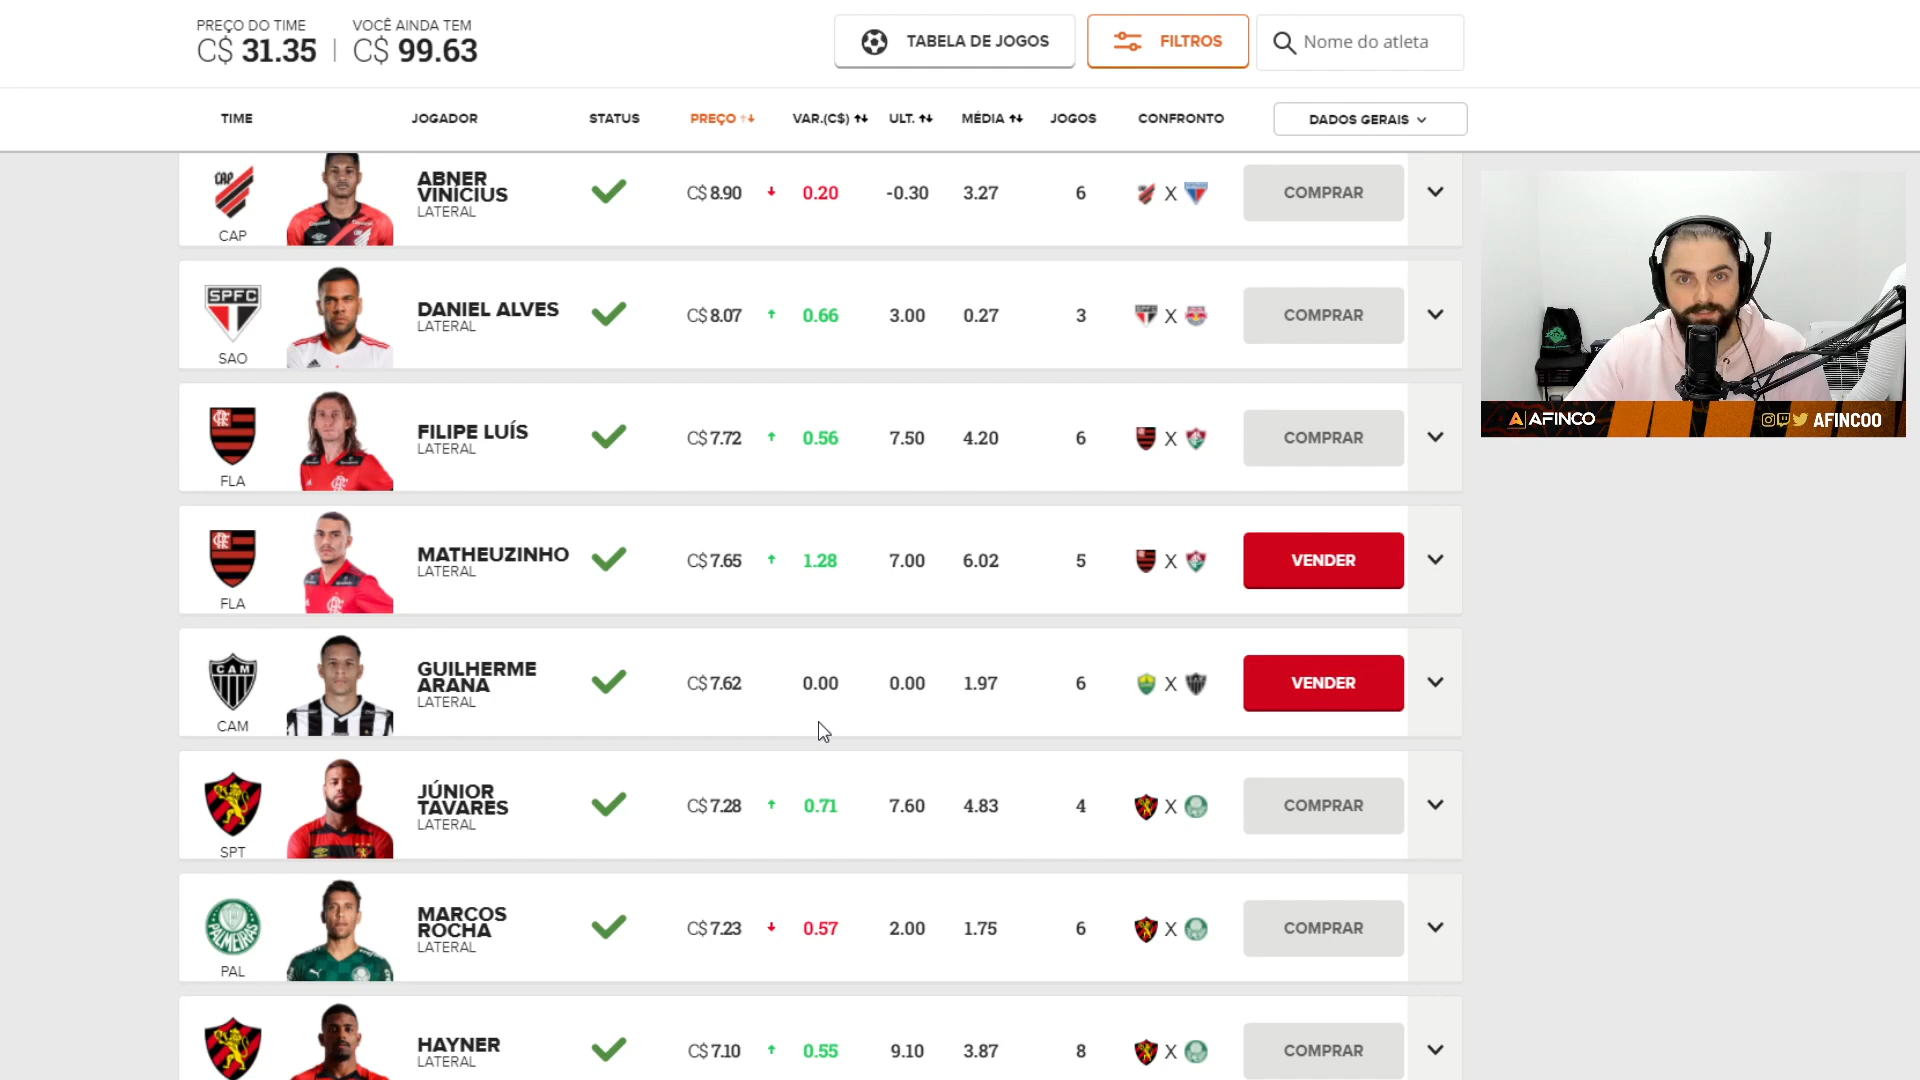 PREÇO DO TIME
VOCÊ AINDA TEM
C$ 31.35 | C$ 99.63
TABELA DE JOGOS
FILTROS
Nome do atleta
TIME JOGADOR STATUS PREÇO VAR.(C$) ULT. MÉDIA JOGOS CONFRONTO DADOS GERAIS
CAP
ABNER
VINICIUS
LATERAL
C$ 8.90 0.20 -0.30 3.27 6 X COMPRAR
CAP
SPFC
DANIEL ALVES
LATERAL
C$ 8.07 0.66 3.00 0.27 3 X COMPRAR
SAO
FILIPE LUÍS
LATERAL
C$ 7.72 0.56 7.50 4.20 6 X COMPRAR
FLA
MATHEUZINHO
LATERAL
C$ 7.65 1.28 7.00 6.02 5 X VENDER
FLA
CAM
GUILHERME
ARANA
LATERAL
C$ 7.62 0.00 0.00 1.97 6 X VENDER
CAM
JÚNIOR
TAVARES
LATERAL
C$ 7.28 0.71 7.60 4.83 4 X COMPRAR
SPT
PALMEIRAS
MARCOS
ROCHA
LATERAL
C$ 7.23 0.57 2.00 1.75 6 X COMPRAR
PAL
HAYNER
LATERAL
C$ 7.10 0.55 9.10 3.87 8 X COMPRAR
AFINCO
AFINCOO